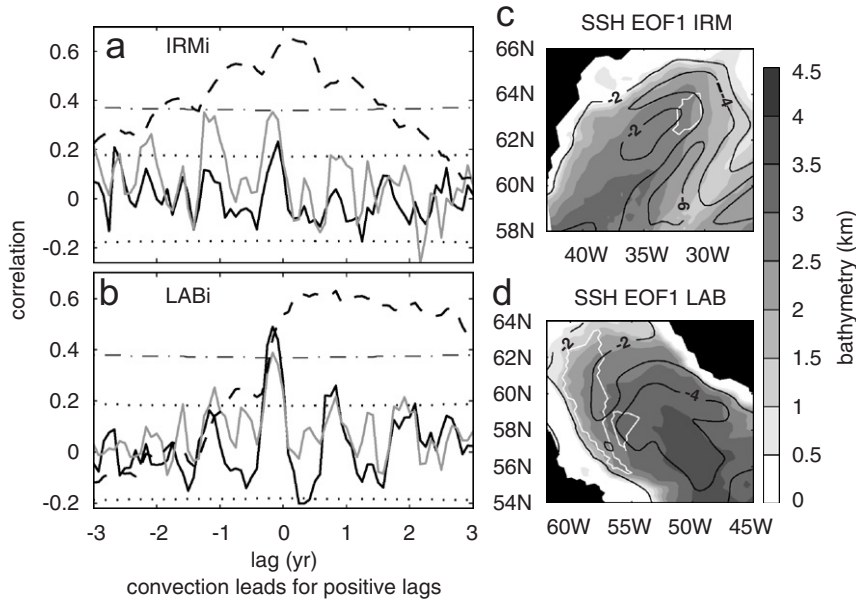 a
IRMi
0.6
0.4
0.2
0
-0.2
correlation
b
LABi
0.6
0.4
0.2
0
-0.2
-3 -2 -1 0 1 2 3
lag (yr)
convection leads for positive lags
c
SSH EOF1 IRM
66N
64N
62N
60N
58N
40W 35W 30W
-2
-4
-2
-6
d
SSH EOF1 LAB
64N
62N
60N
58N
56N
54N
60W 55W 50W 45W
-2
-2
-4
-6
4.5
4
3.5
3
2.5
2
1.5
1
0.5
0
bathymetry (km)